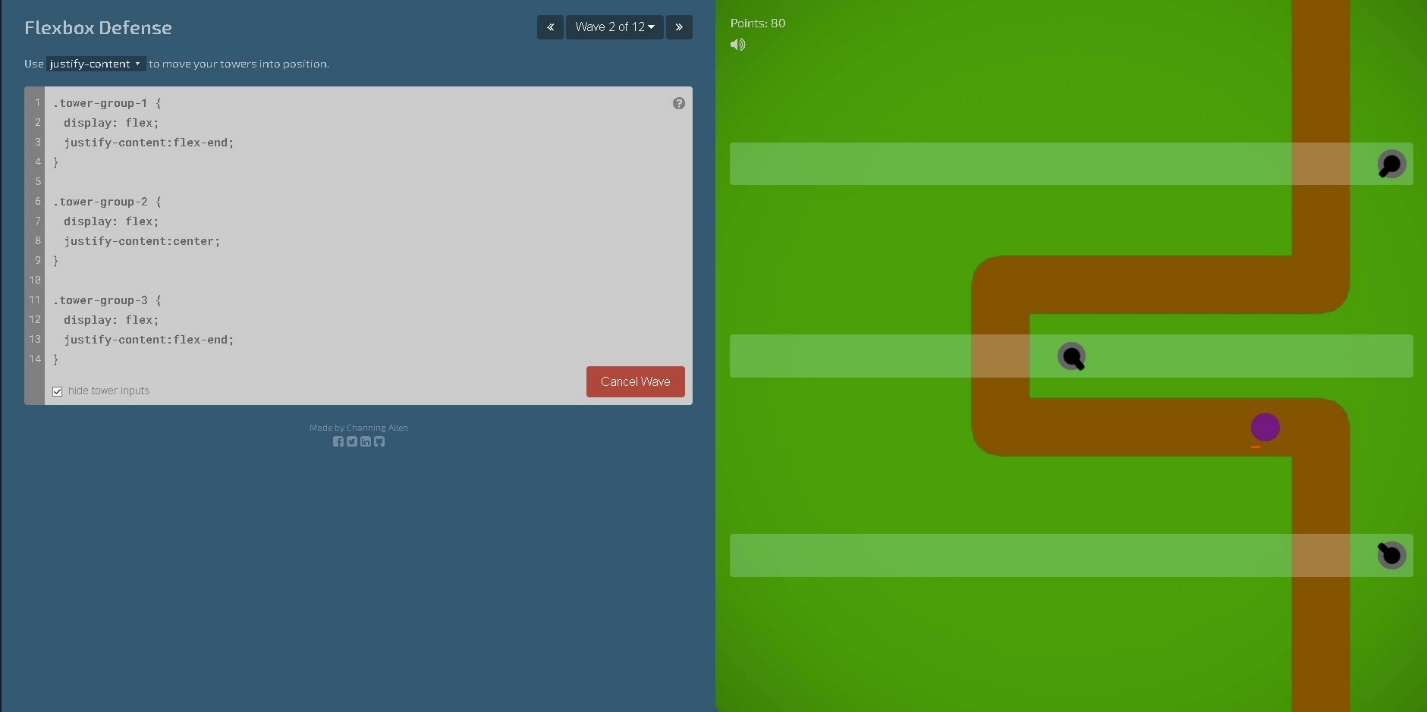 Flexbox Defense
« Wave 2 of 12 »
Use justify-content to move your towers into position.
1 .tower-group-1 {
2 display: flex;
3 justify-content:flex-end;
4 }
5
6 .tower-group-2 {
7 display: flex;
8 justify-content:center;
9 }
10
11 .tower-group-3 {
12 display: flex;
13 justify-content:flex-end;
14 }
hide tower inputs
Cancel Wave
Made by Channing Allen
Points: 80